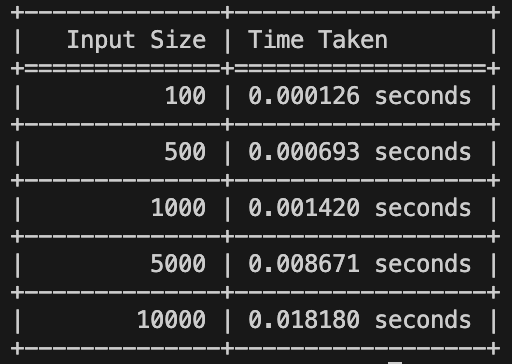 +--------------+------------------+
|   Input Size | Time Taken       |
+==============+==================+
|          100 | 0.000126 seconds |
+--------------+------------------+
|          500 | 0.000693 seconds |
+--------------+------------------+
|         1000 | 0.001420 seconds |
+--------------+------------------+
|         5000 | 0.008671 seconds |
+--------------+------------------+
|        10000 | 0.018180 seconds |
+--------------+------------------+